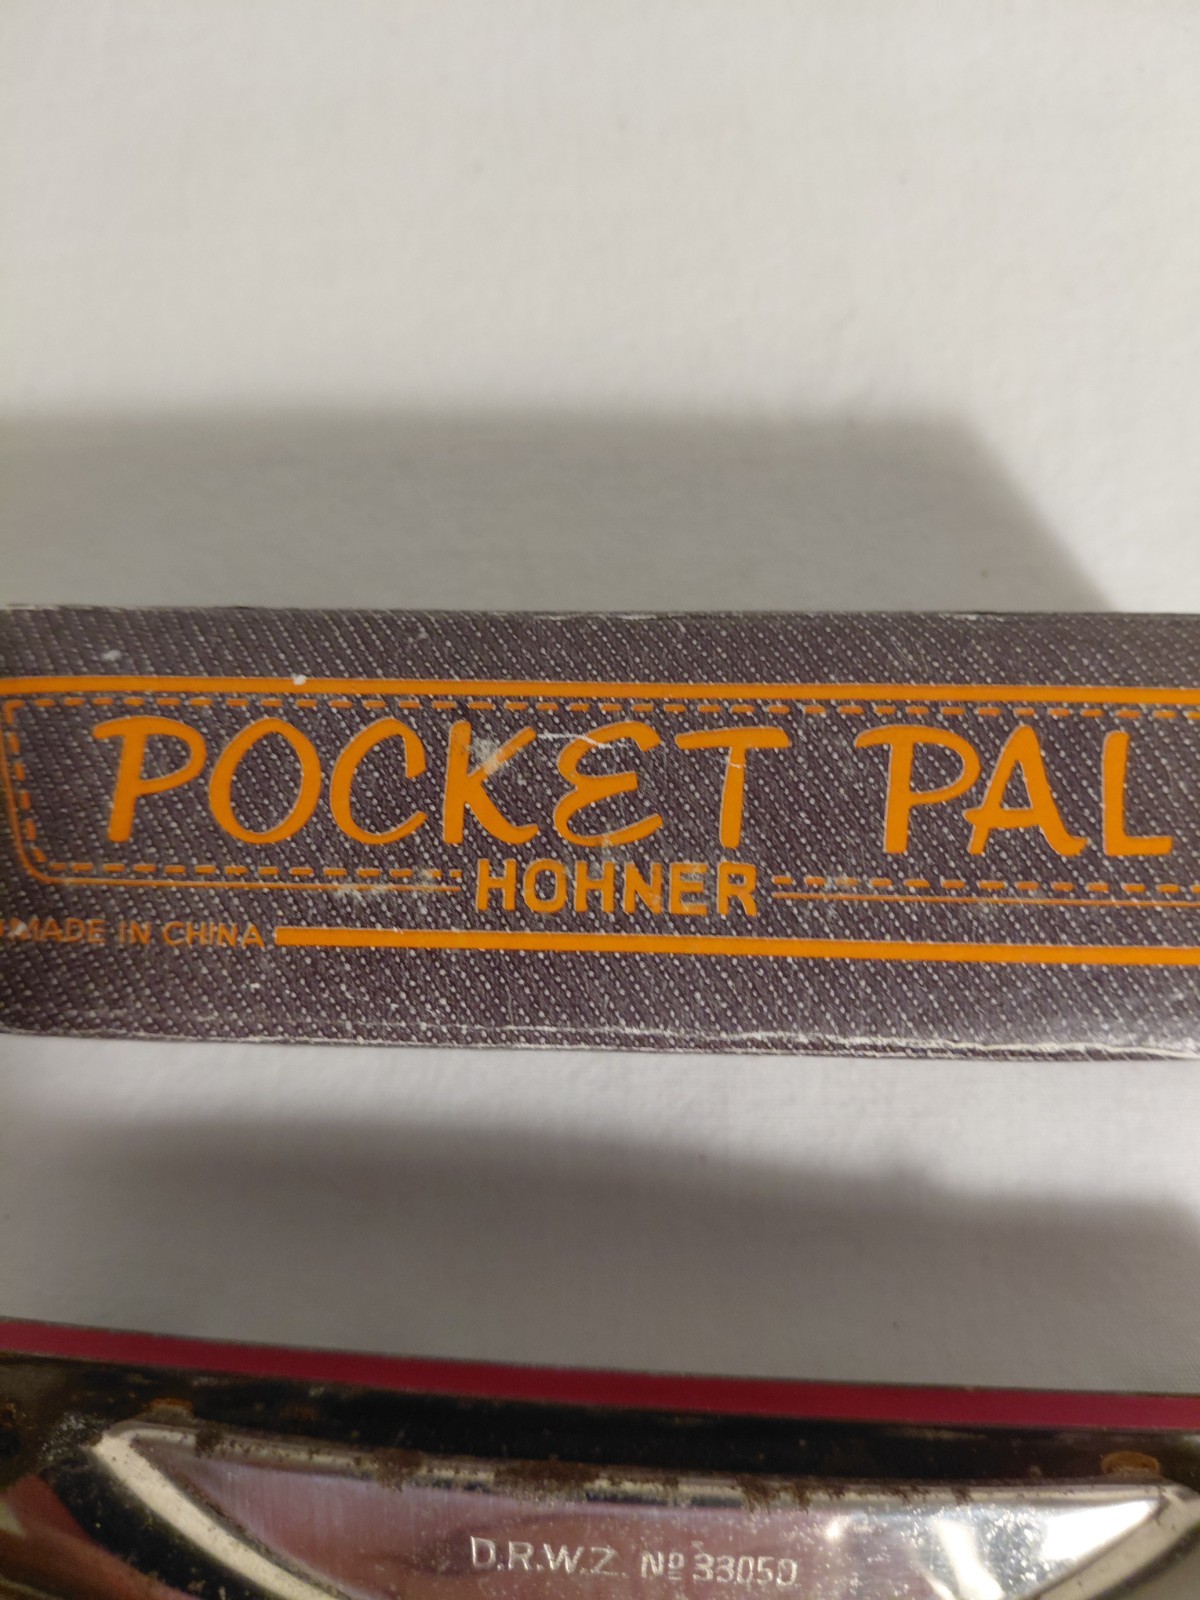 POCKET PAL
HOHNER
MADE IN CHINA
D.R.W.Z. Nº 33050